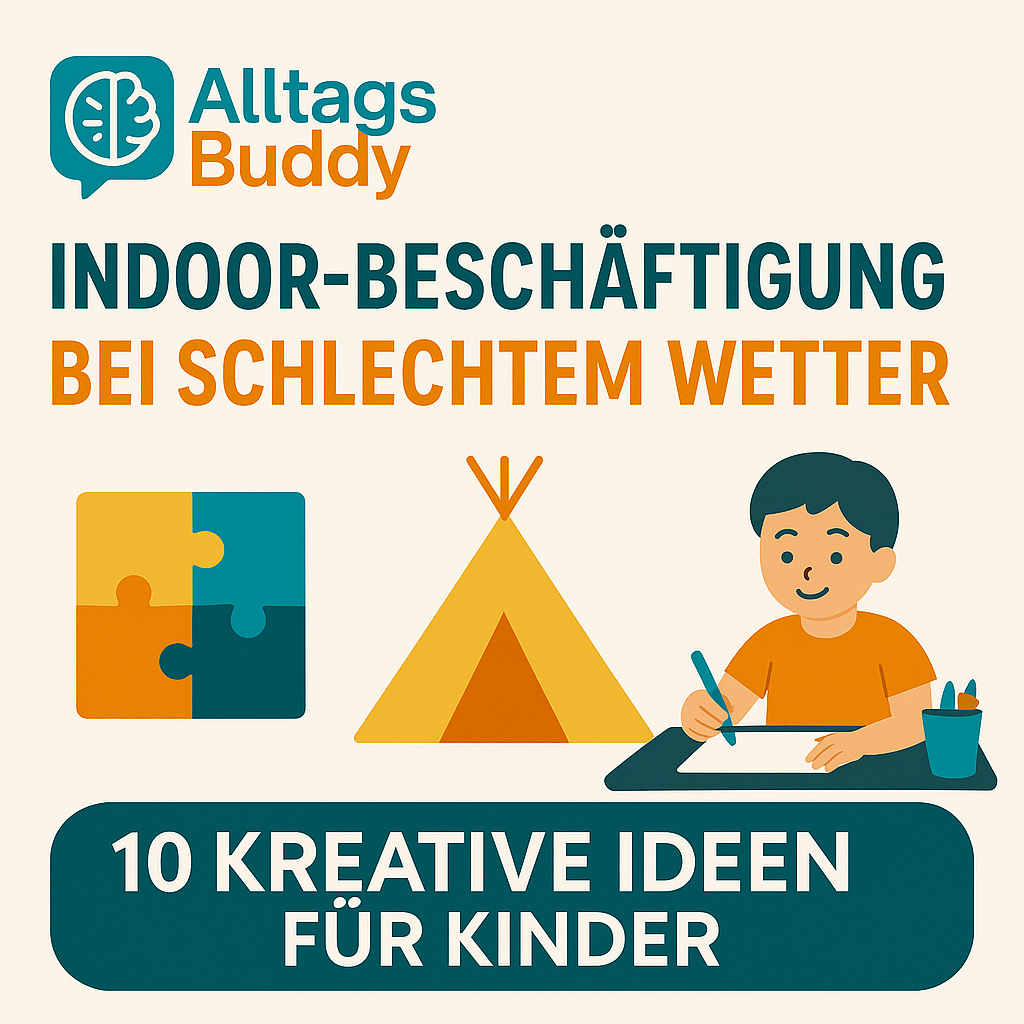 Alltags
Buddy
INDOOR-BESCHÄFTIGUNG
BEI SCHLECHTEM WETTER
10 KREATIVE IDEEN
FÜR KINDER